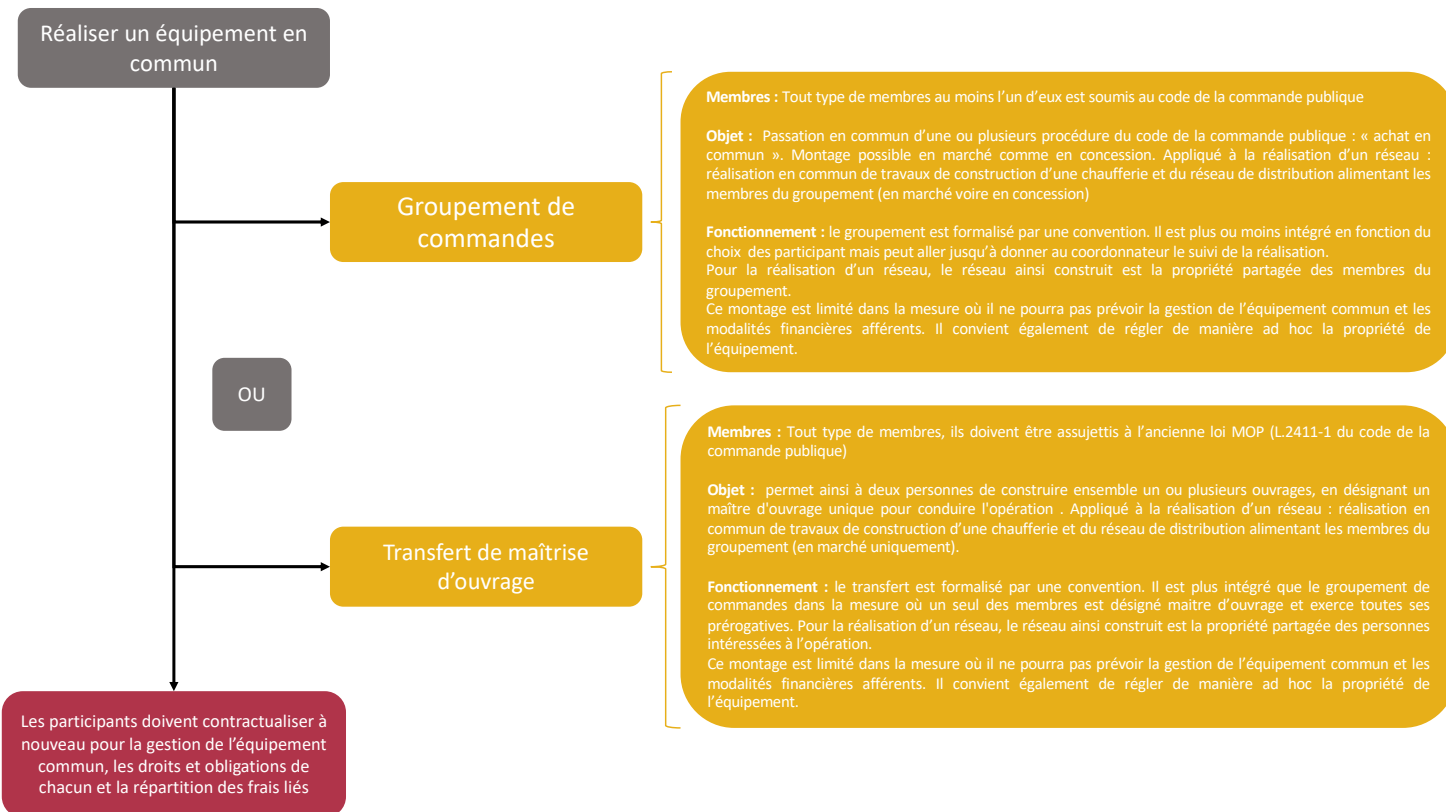 Réaliser un équipement en
commun
Groupement de
commandes
Membres : Tout type de membres au moins l'un d'eux est soumis au code de la commande publique
Objet : Passation en commun d'une ou plusieurs procédure du code de la commande publique : « achat en
commun ». Montage possible en marché comme en concession. Appliqué à la réalisation d'un réseau :
réalisation en commun de travaux de construction d'une chaufferie et du réseau de distribution alimentant les
membres du groupement (en marché voire en concession)
Fonctionnement : le groupement est formalisé par une convention. Il est plus ou moins intégré en fonction du
choix des participant mais peut aller jusqu'à donner au coordonnateur le suivi de la réalisation.
Pour la réalisation d'un réseau, le réseau ainsi construit est la propriété partagée des membres du
groupement.
Ce montage est limité dans la mesure où il ne pourra pas prévoir la gestion de l'équipement commun et les
modalités financières afférents. Il convient également de régler de manière ad hoc la propriété de
l'équipement.
OU
Transfert de maîtrise
d'ouvrage
Membres : Tout type de membres, ils doivent être assujettis à l'ancienne loi MOP (L.2411-1 du code de la
commande publique)
Objet : permet ainsi à deux personnes de construire ensemble un ou plusieurs ouvrages, en désignant un
maître d'ouvrage unique pour conduire l'opération . Appliqué à la réalisation d'un réseau : réalisation en
commun de travaux de construction d'une chaufferie et du réseau de distribution alimentant les membres du
groupement (en marché uniquement).
Fonctionnement : le transfert est formalisé par une convention. Il est plus intégré que le groupement de
commandes dans la mesure où un seul des membres est désigné maitre d'ouvrage et exerce toutes ses
prérogatives. Pour la réalisation d'un réseau, le réseau ainsi construit est la propriété partagée des personnes
intéressées à l'opération.
Ce montage est limité dans la mesure où il ne pourra pas prévoir la gestion de l'équipement commun et les
modalités financières afférents. Il convient également de régler de manière ad hoc la propriété de
l'équipement.
Les participants doivent contractualiser à
nouveau pour la gestion de l'équipement
commun, les droits et obligations de
chacun et la répartition des frais liés